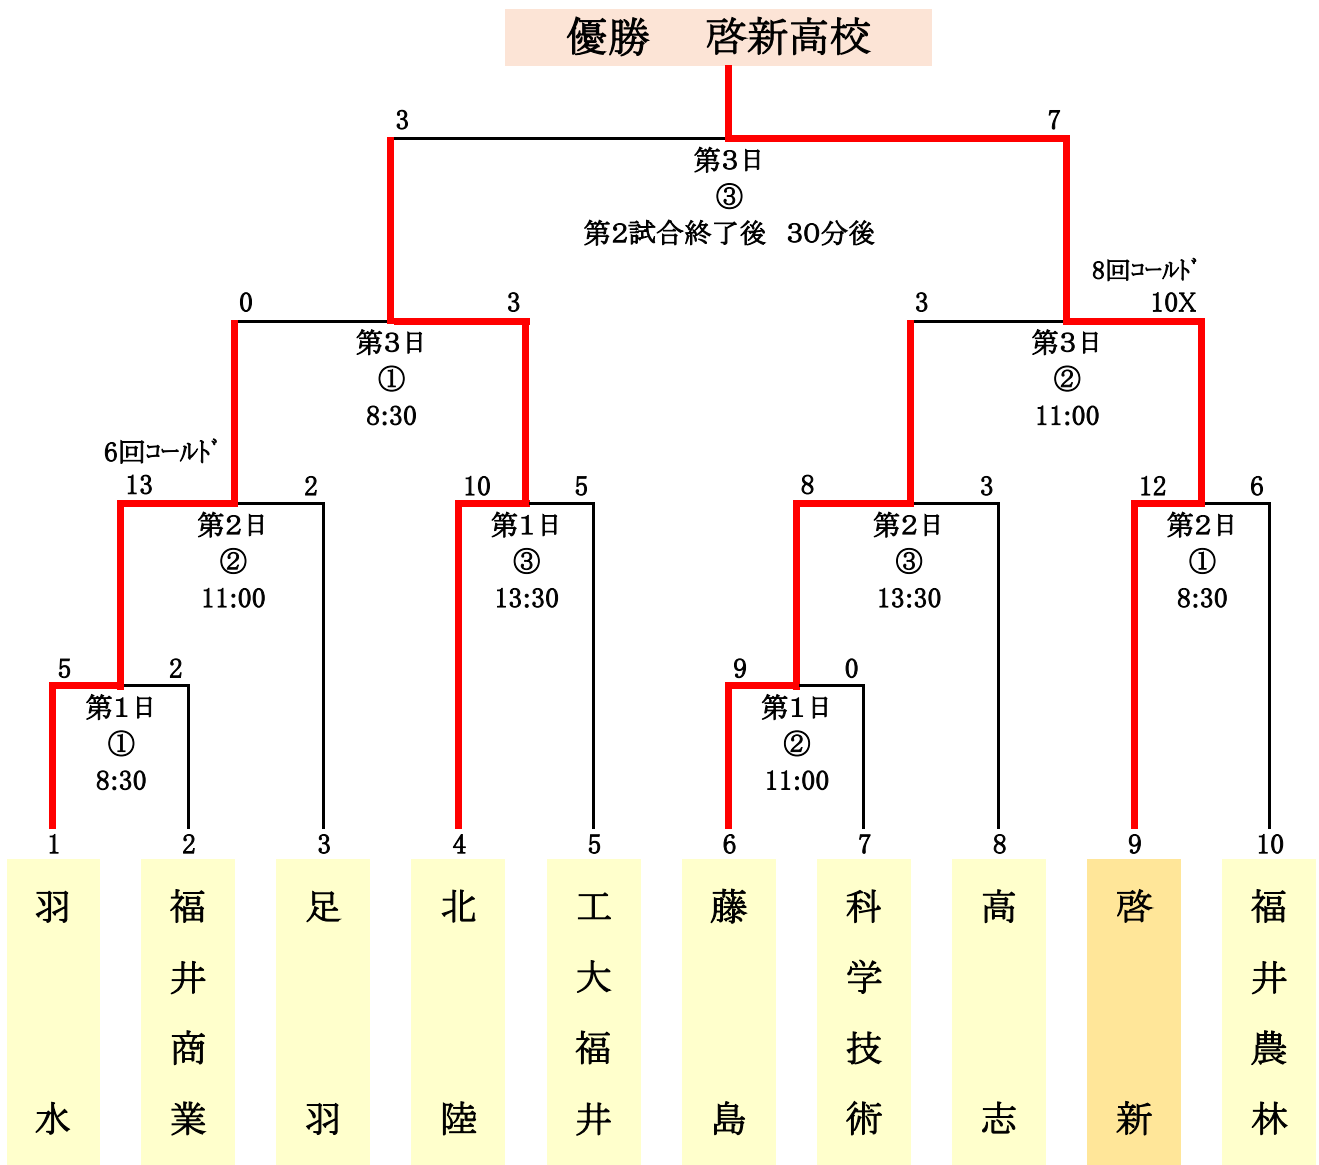 優勝　啓新高校
3 7
第3日
③
第2試合終了後　30分後
8回ｺｰﾙﾄﾞ
0 3 3 10X
第3日 第3日
① ②
8:30 11:00
6回ｺｰﾙﾄﾞ
13 2 10 5 8 3 12 6
第2日 第1日 第2日 第2日
② ③ ③ ①
11:00 13:30 13:30 8:30
5 2 9 0
第1日 第1日
① ②
8:30 11:00
1 2 3 4 5 6 7 8 9 10
羽水
福井商業
足羽
北陸
工大福井
藤島
科学技術
高志
啓新
福井農林